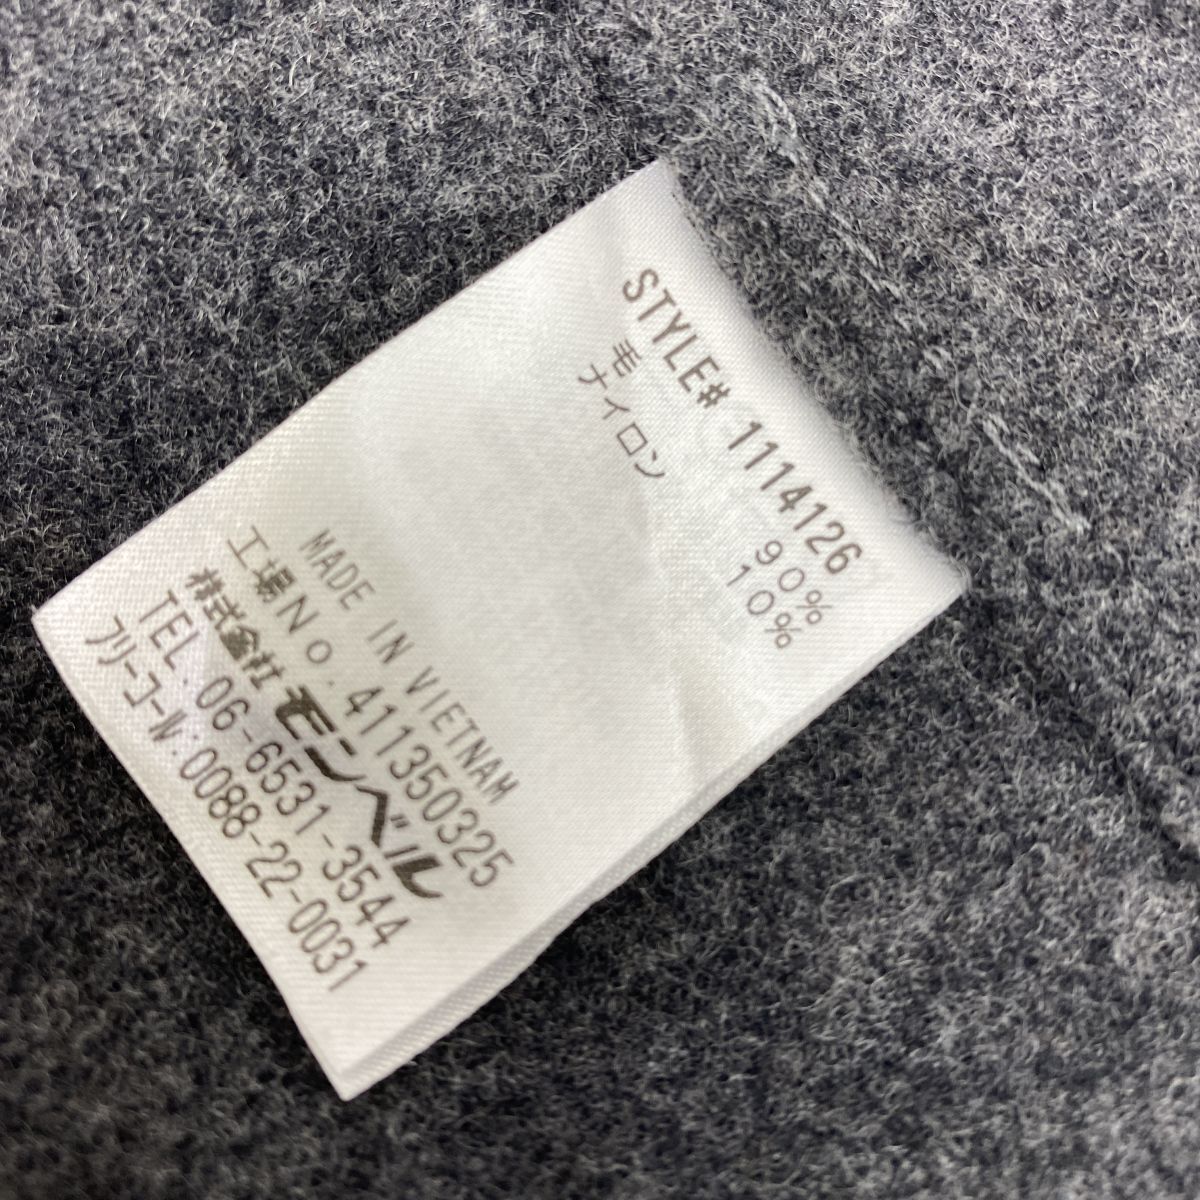 STYLE# 1114126
毛 90%
ナイロン 10%
MADE IN VIETNAM
工場No.411350325
株式会社モンベル
TEL:06-6531-3544
フリーコール:0088-22-0031